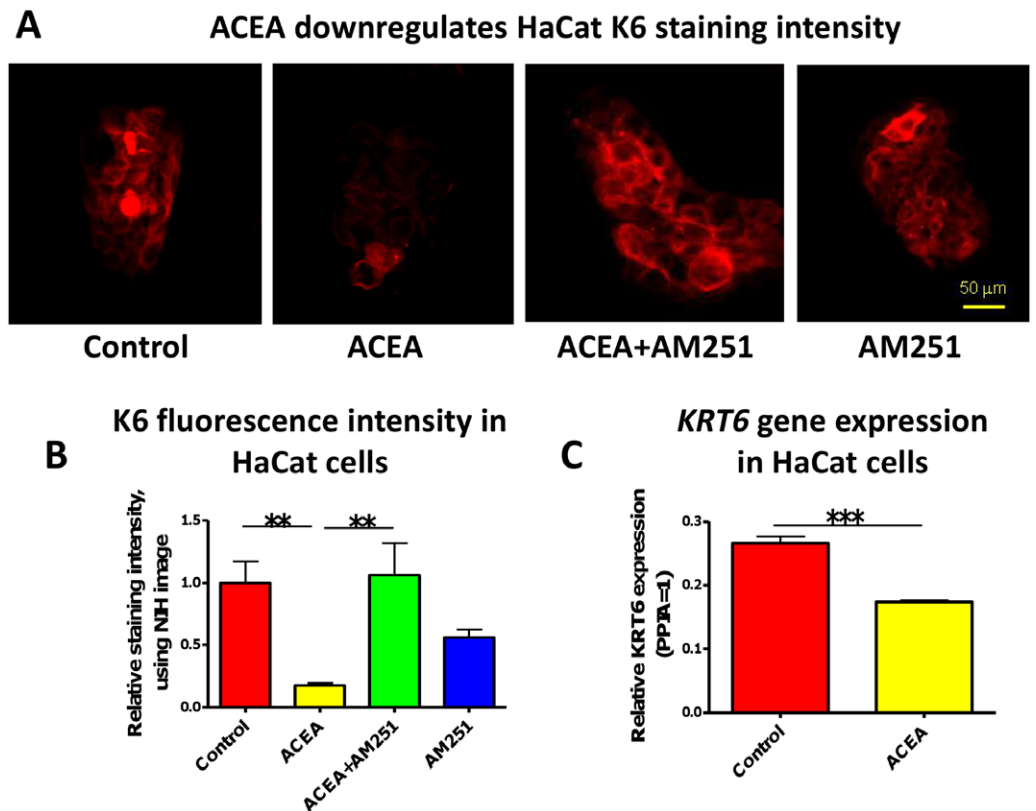 A
ACEA downregulates HaCat K6 staining intensity
50 µm
Control
ACEA
ACEA+AM251
AM251
B
K6 fluorescence intensity in
HaCat cells
Relative staining intensity,
using NIH image
1.5
1.0
0.5
0.0
**
**
Control
ACEA
ACEA+AM251
AM251
C
KRT6 gene expression
in HaCat cells
Relative KRT6 expression
(PPIA=1)
0.3
0.2
0.1
0.0
***
Control
ACEA